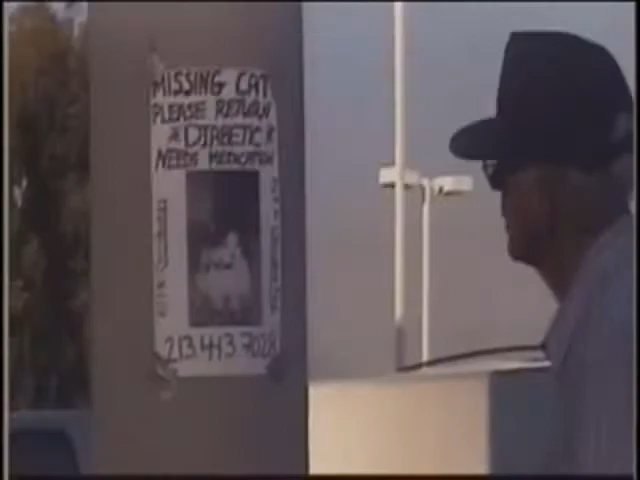 MISSING CAT
PLEASE RETURN
DIABETIC
NEEDS MEDICATION
213.443.7028